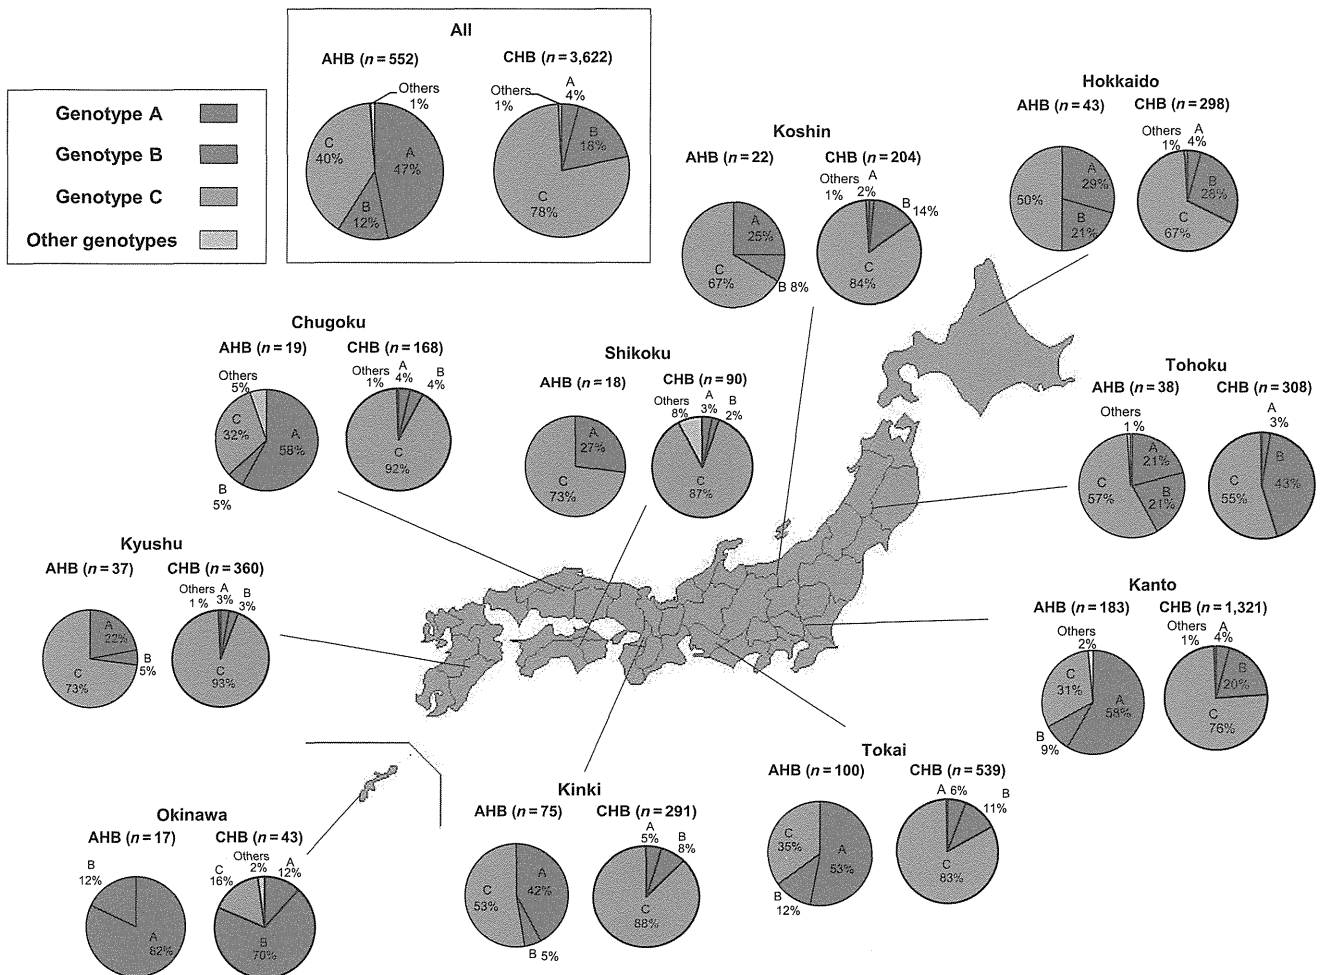 All
AHB (n = 552)
CHB (n = 3,622)
Others
1%
C
40%
A
47%
B
12%
Others
1%
A
4%
B
18%
C
78%
Genotype A
Genotype B
Genotype C
Other genotypes
Koshin
AHB (n = 22)
CHB (n = 204)
A
25%
C
67%
B 8%
Others
1%
A
2%
B
14%
C
84%
Hokkaido
AHB (n = 43)
CHB (n = 298)
50%
A
29%
B
21%
Others
1%
A
4%
B
28%
C
67%
Chugoku
AHB (n = 19)
CHB (n = 168)
Others
5%
C
32%
A
58%
B
5%
Others
1%
A
4%
B
4%
C
92%
Shikoku
AHB (n = 18)
CHB (n = 90)
A
27%
C
73%
Others
8%
A
3%
B
2%
C
87%
Tohoku
AHB (n = 38)
CHB (n = 308)
Others
1%
A
21%
C
57%
B
21%
A
3%
B
43%
C
55%
Kyushu
AHB (n = 37)
CHB (n = 360)
A
22%
B
5%
C
73%
Others
1%
A
3%
B
3%
C
93%
Kanto
AHB (n = 183)
CHB (n = 1,321)
Others
2%
C
31%
A
58%
B
9%
Others
1%
A
4%
B
20%
C
76%
Okinawa
AHB (n = 17)
CHB (n = 43)
B
12%
A
82%
C
16%
Others
2%
A
12%
B
70%
Kinki
AHB (n = 75)
CHB (n = 291)
C
53%
A
42%
B 5%
A
5%
B
8%
C
88%
Tokai
AHB (n = 100)
CHB (n = 539)
C
35%
A
53%
B
12%
A 6%
B
11%
C
83%